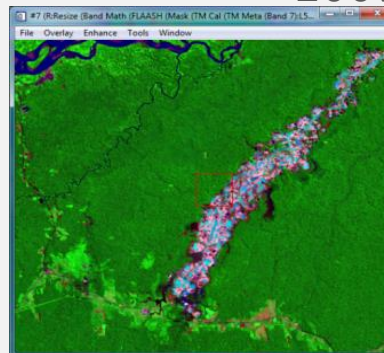 #7 (R:Resize (Band Math (FLAASH (Mask (TM Cal (TM Meta (Band 7):L5...
File Overlay Enhance Tools Window